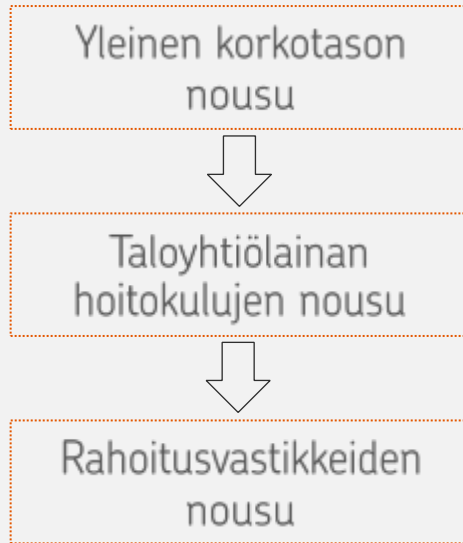 Yleinen korkotason
nousu
Taloyhtiölainan
hoitokulujen nousu
Rahoitusvastikkeiden
nousu